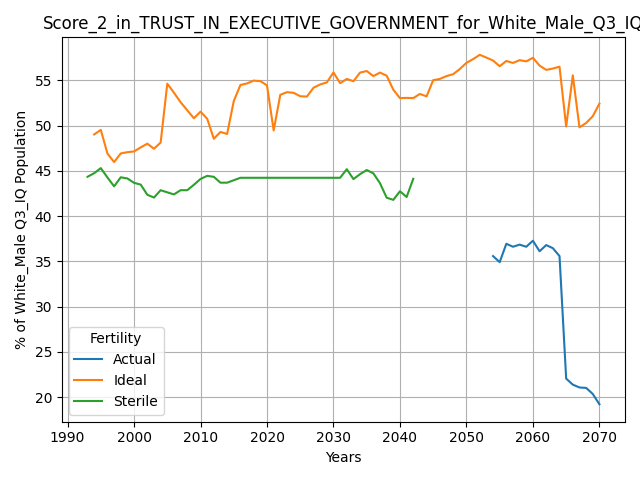 Score_2_in_TRUST_IN_EXECUTIVE_GOVERNMENT_for_White_Male_Q3_IQ
% of White_Male Q3_IQ Population
55
50
45
40
35
30
25
20
Fertility
Actual
Ideal
Sterile
1990 2000 2010 2020 2030 2040 2050 2060 2070
Years